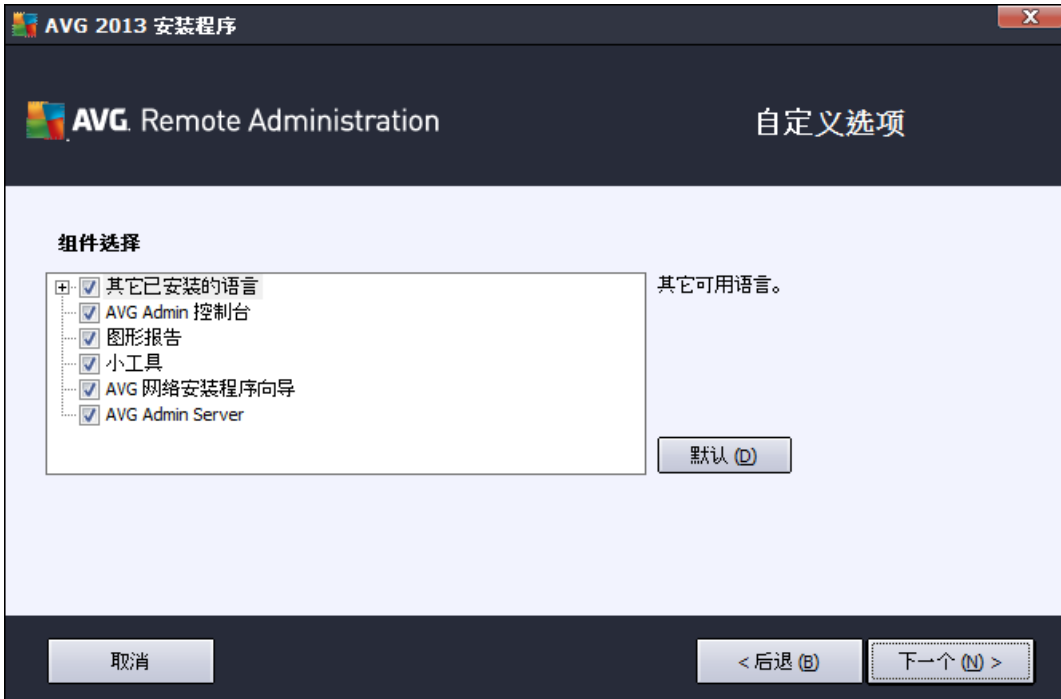 AVG 2013 安装程序
AVG. Remote Administration
自定义选项
组件选择
其它已安装的语言
AVG Admin 控制台
图形报告
小工具
AVG 网络安装程序向导
AVG Admin Server
其它可用语言。
默认 (D)
取消
< 后退 (B)
下一个 (N) >